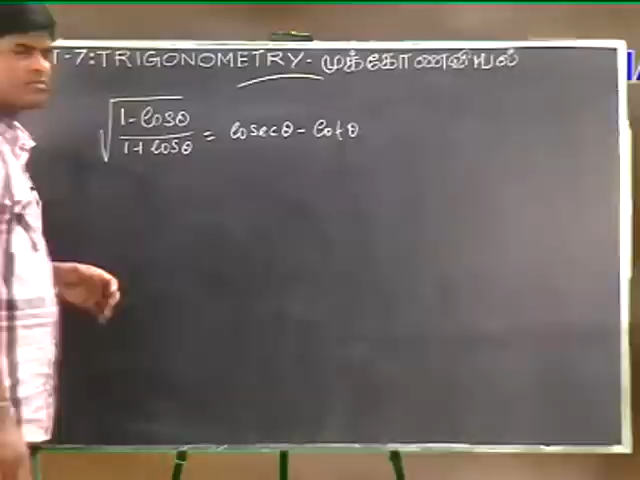 T-7:TRIGONOMETRY-முக்கோணவியல்
√((1-cosθ)/(1+cosθ)) = cosecθ - cotθ